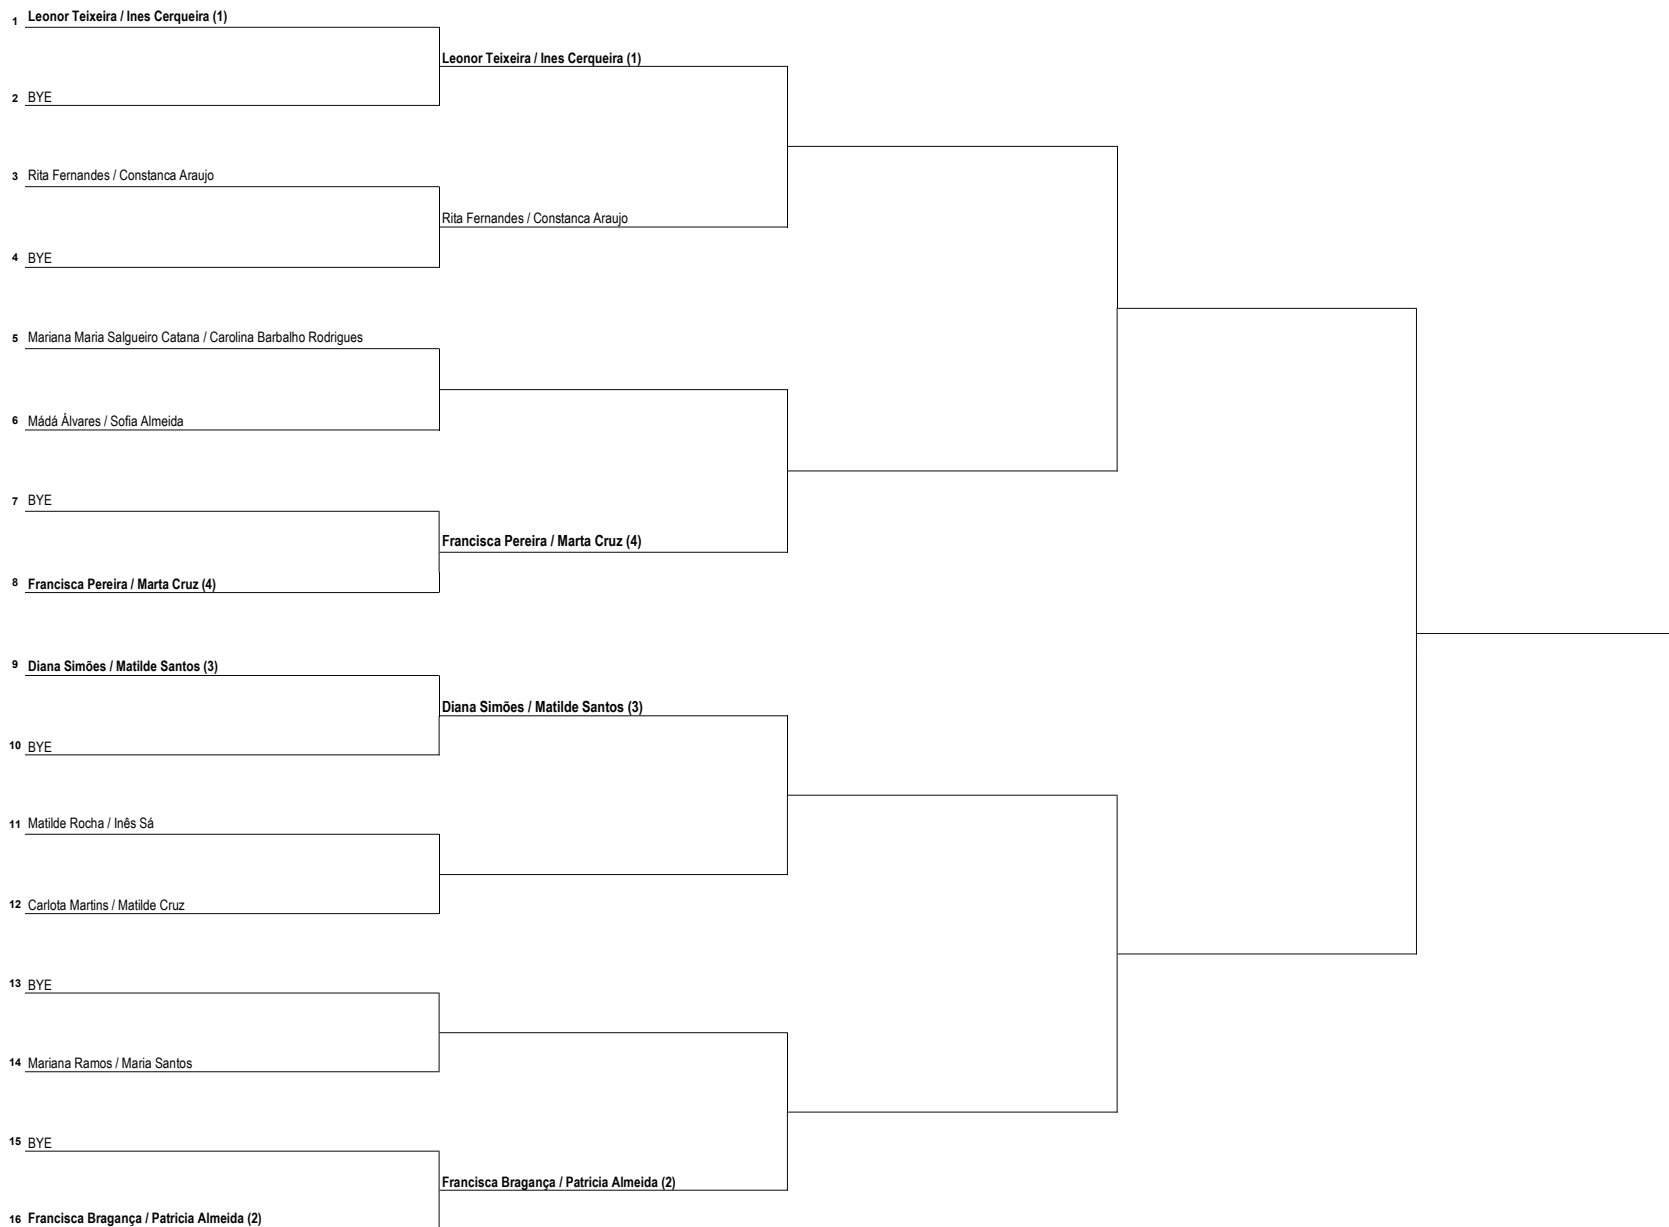 1 Leonor Teixeira / Ines Cerqueira (1)
Leonor Teixeira / Ines Cerqueira (1)
2 BYE
3 Rita Fernandes / Constanca Araujo
Rita Fernandes / Constanca Araujo
4 BYE
5 Mariana Maria Salgueiro Catana / Carolina Barbalho Rodrigues
6 Mádá Álvares / Sofia Almeida
7 BYE
Francisca Pereira / Marta Cruz (4)
8 Francisca Pereira / Marta Cruz (4)
9 Diana Simões / Matilde Santos (3)
Diana Simões / Matilde Santos (3)
10 BYE
11 Matilde Rocha / Inês Sá
12 Carlota Martins / Matilde Cruz
13 BYE
14 Mariana Ramos / Maria Santos
15 BYE
Francisca Bragança / Patricia Almeida (2)
16 Francisca Bragança / Patricia Almeida (2)